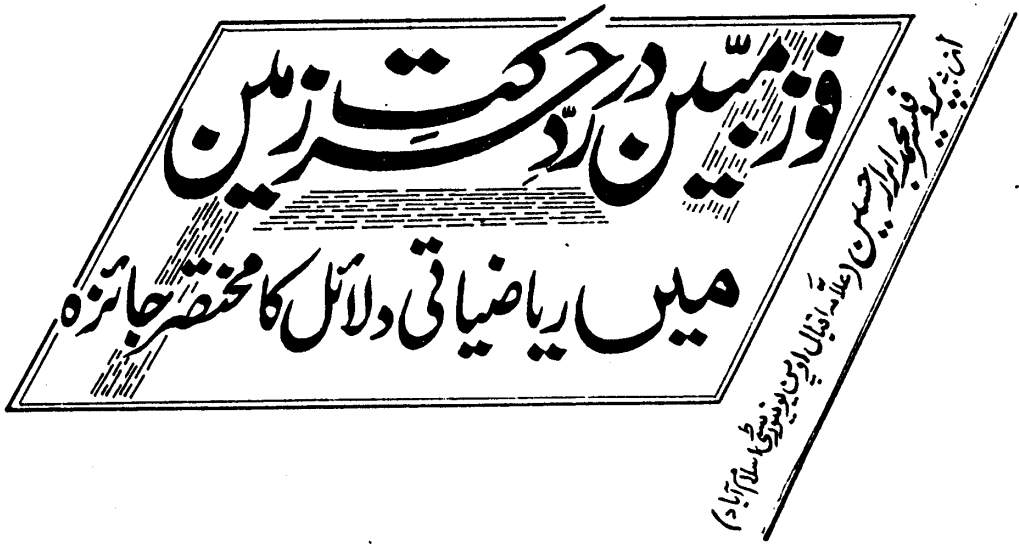 فوزِ مبین در ردِّ حرکتِ زمین
میں ریاضیاتی دلائل کا مختصر جائزہ
از: پروفیسر محمد ابرار حسین (علامہ اقبال اوپن یونیورسٹی اسلام آباد)